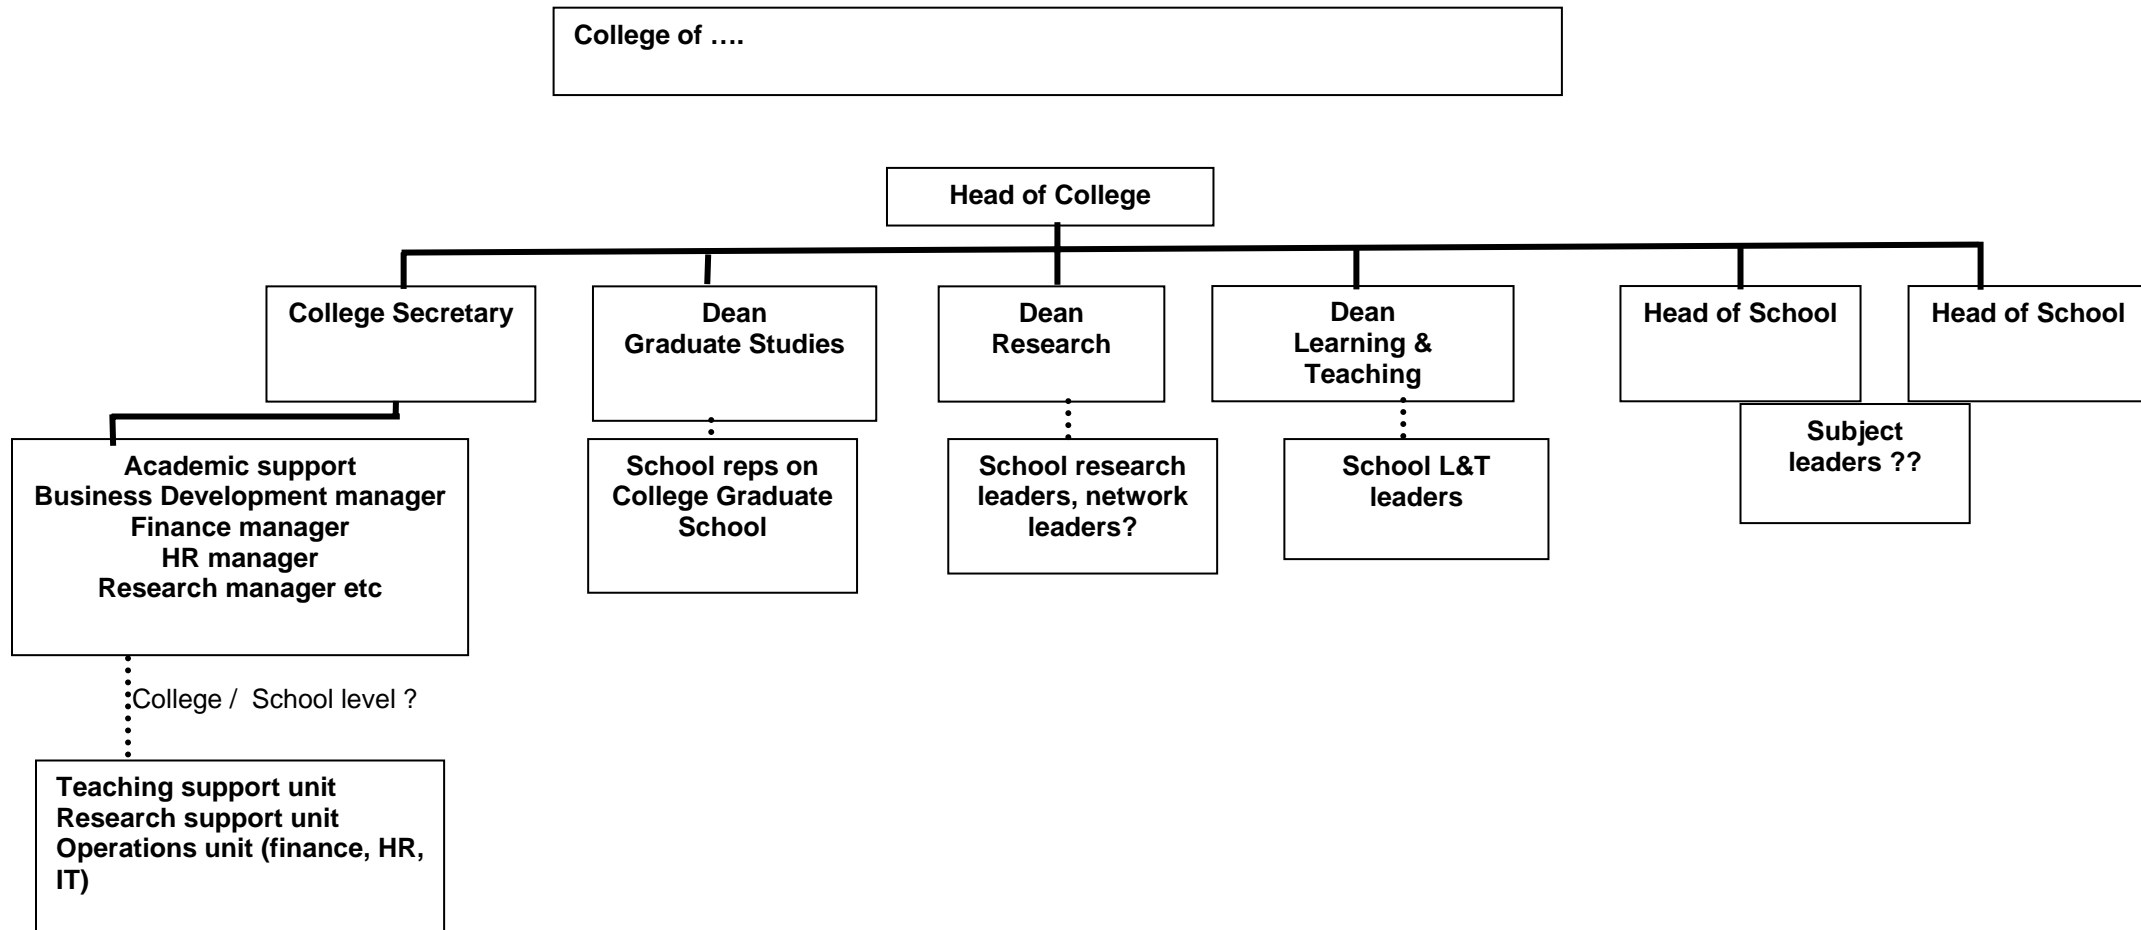 College of ....
Head of College
College Secretary
Dean
Graduate Studies
Dean
Research
Dean
Learning &
Teaching
Head of School
Head of School
Academic support
Business Development manager
Finance manager
HR manager
Research manager etc
School reps on
College Graduate
School
School research
leaders, network
leaders?
School L&T
leaders
Subject
leaders ??
College /  School level ?
Teaching support unit
Research support unit
Operations unit (finance, HR,
IT)